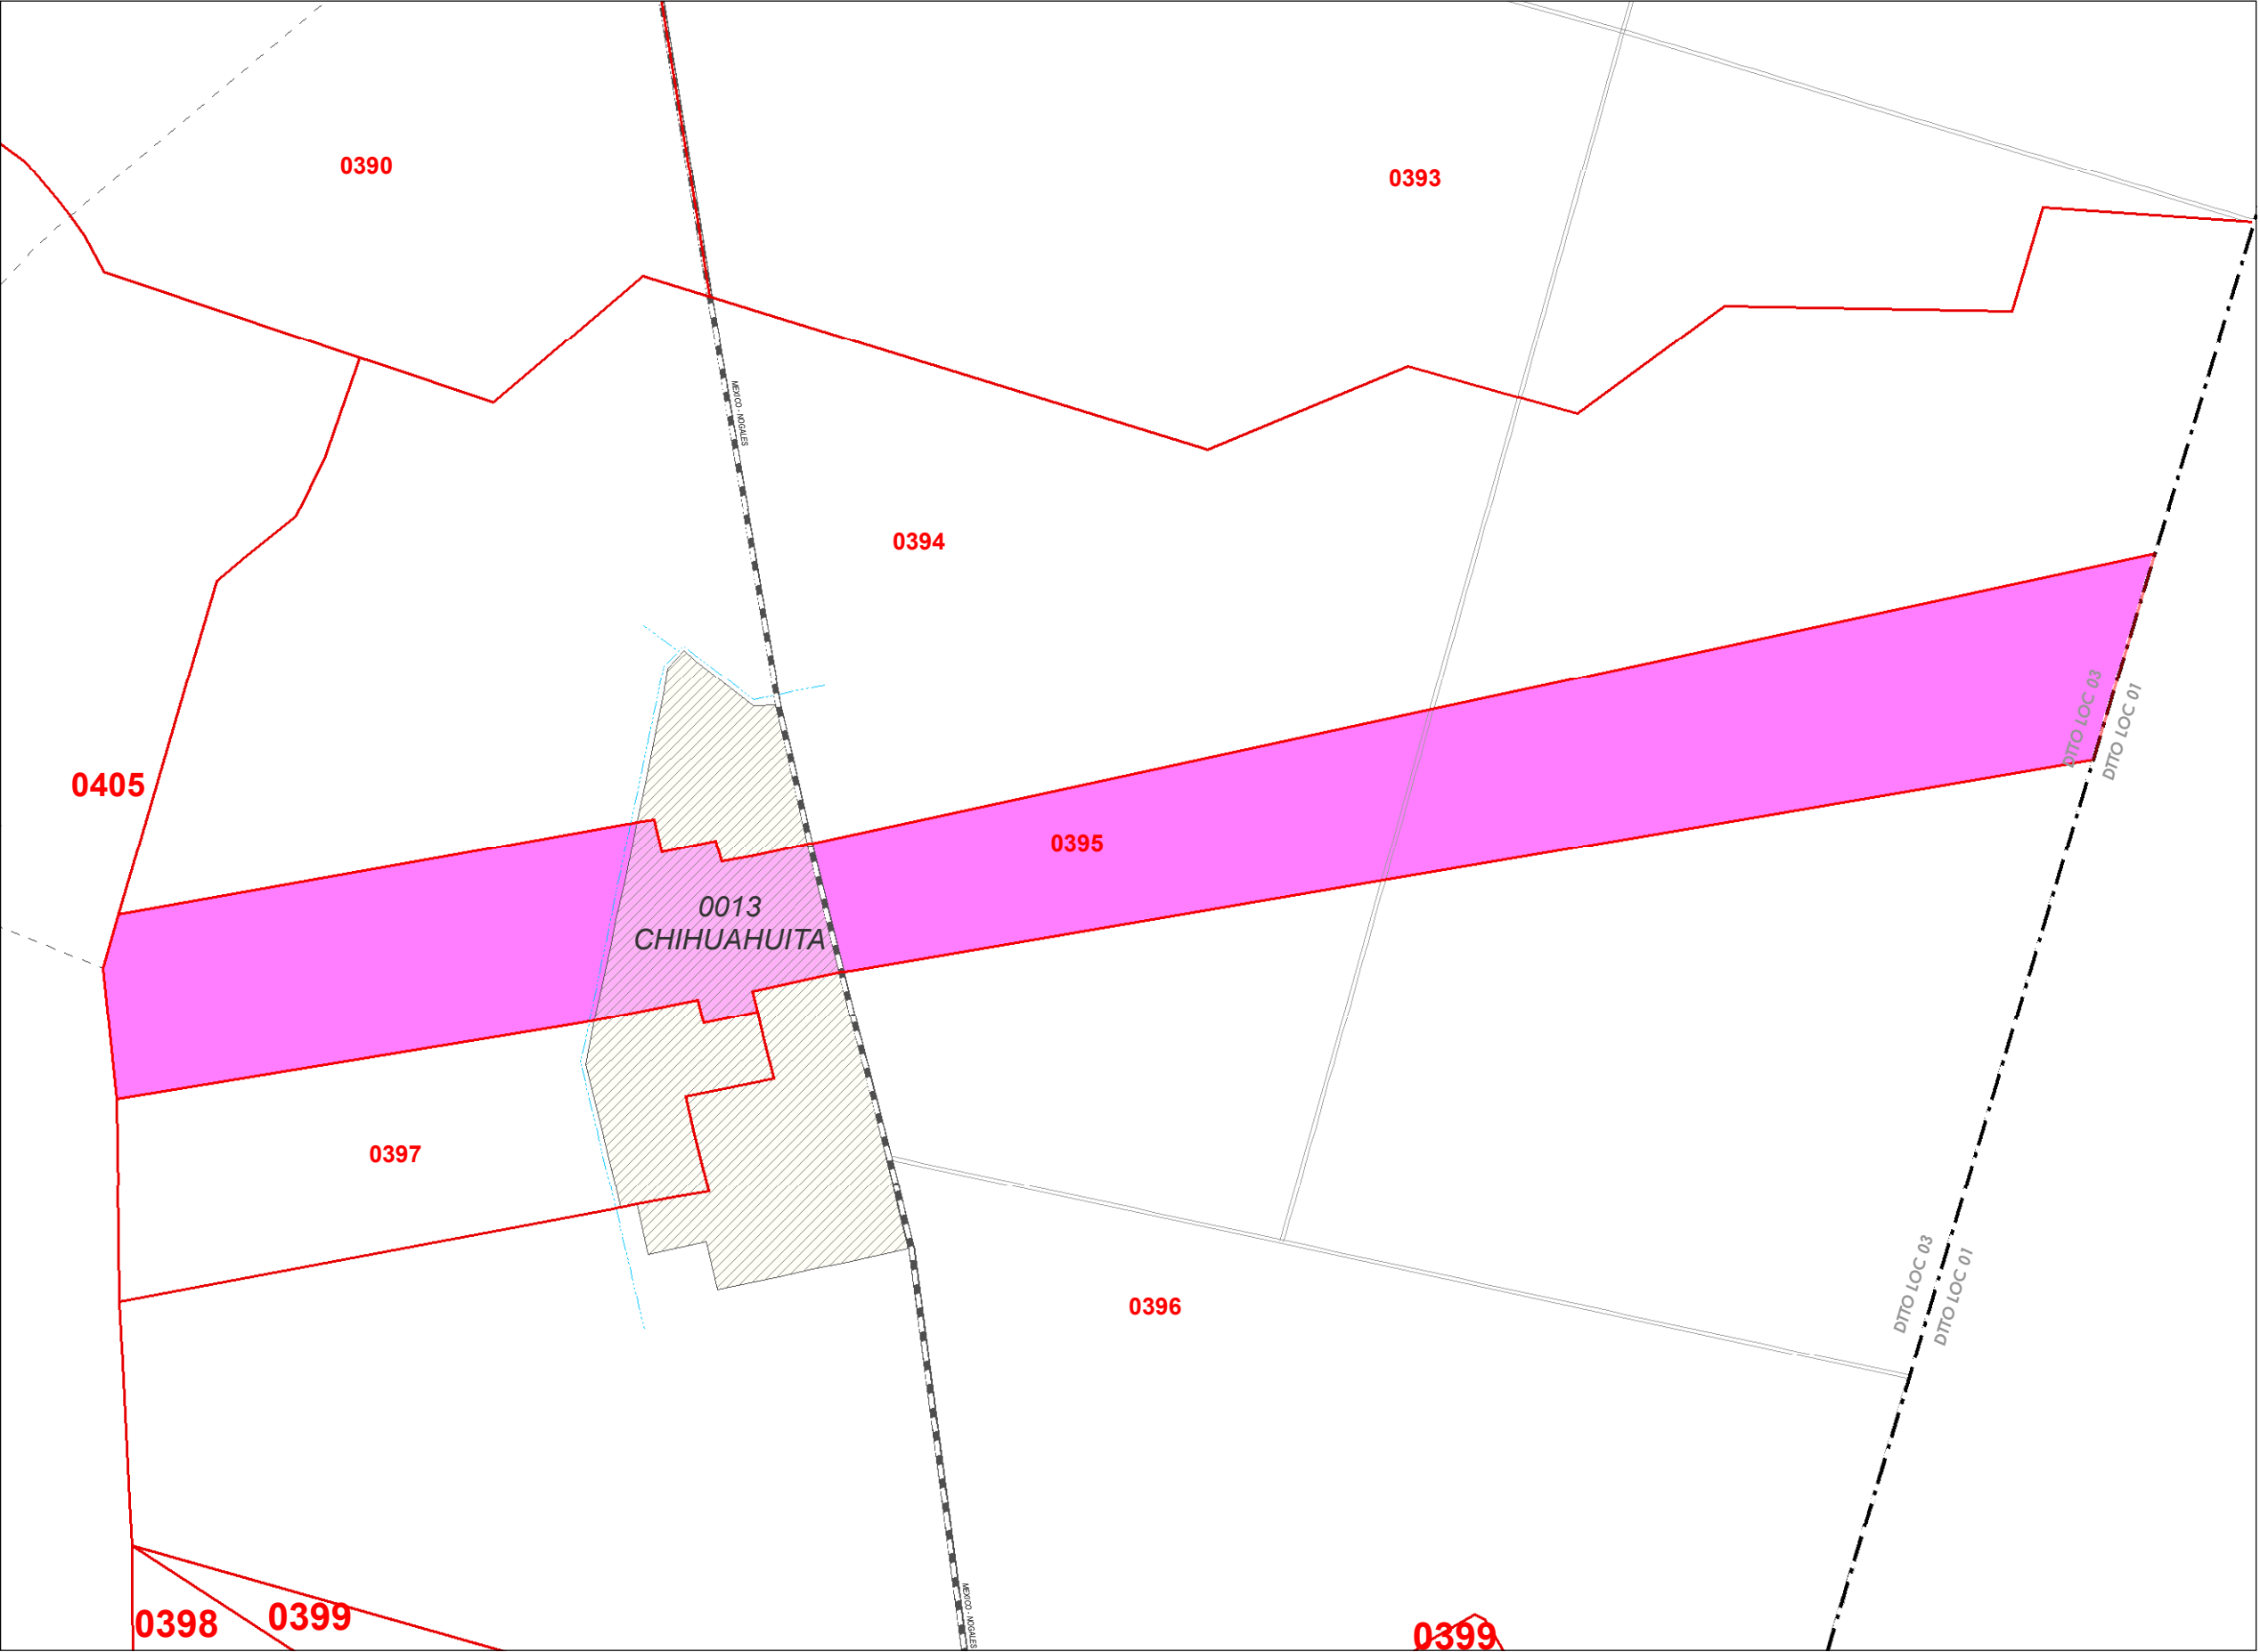 0390
0393
MEXICO - NOGALES
0394
DTTO LOC 03
DTTO LOC 01
0405
0395
0013
CHIHUAHUITA
0397
DTTO LOC 03
DTTO LOC 01
0396
MEXICO - NOGALES
0398
0399
0399